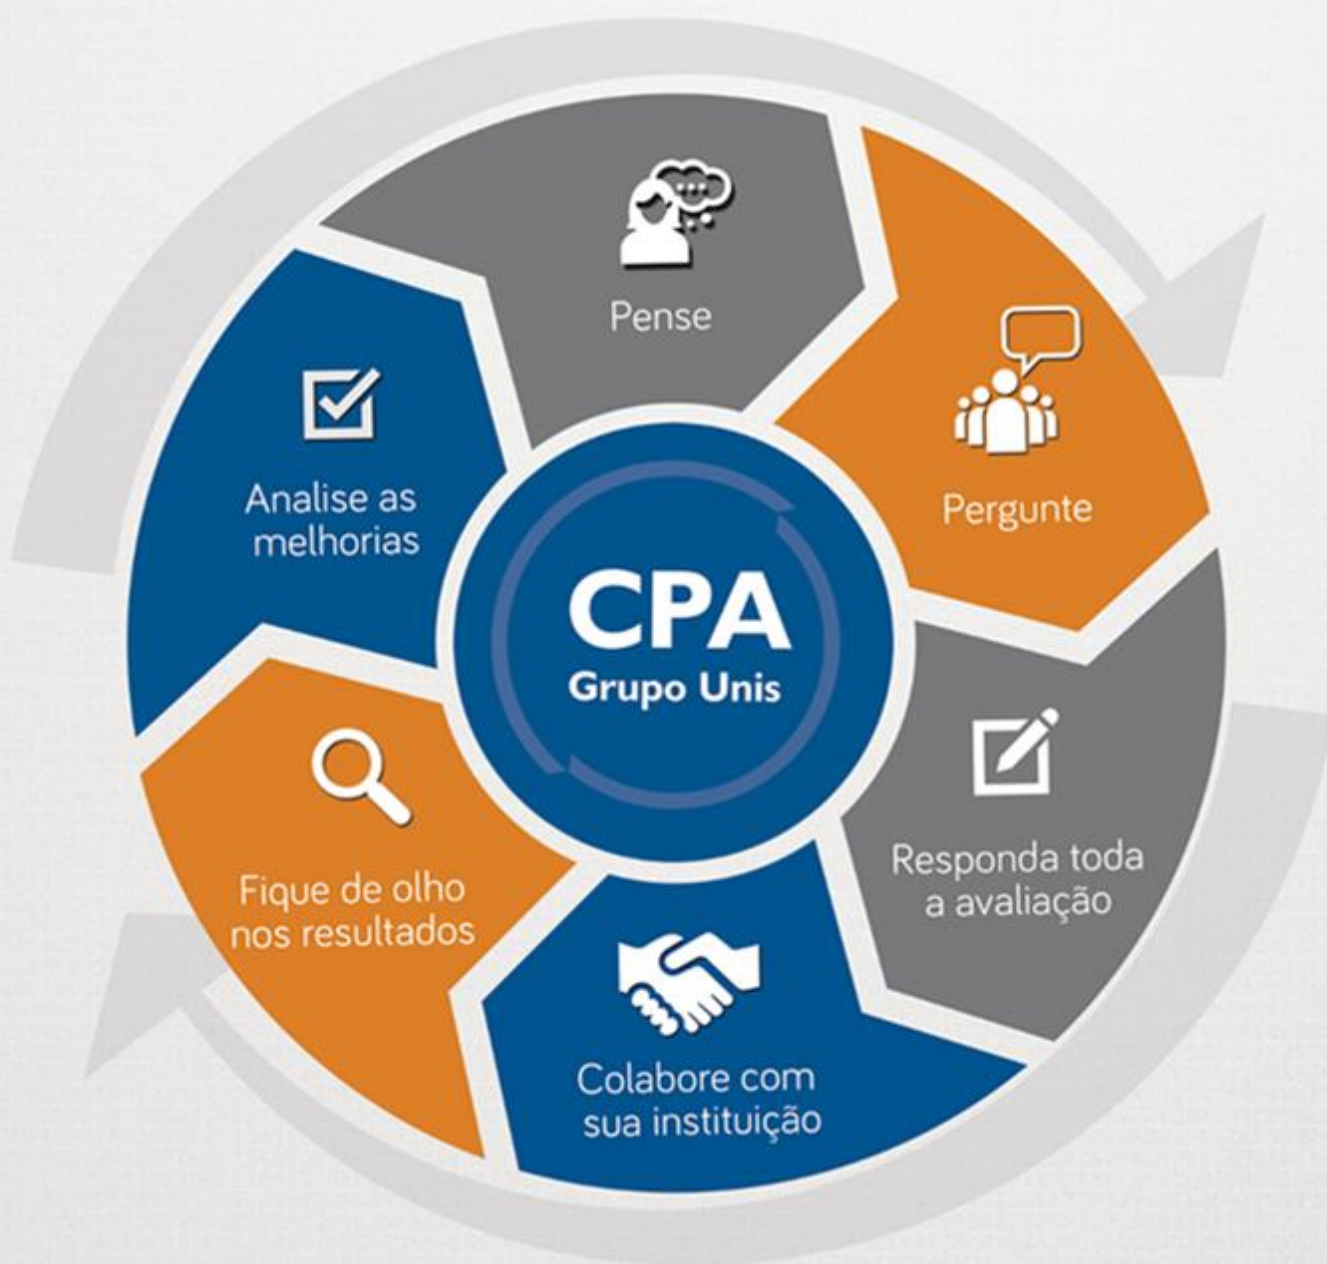 Pense
Pergunte
Responda toda
a avaliação
Colabore com
sua instituição
Fique de olho
nos resultados
Analise as
melhorias
CPA
Grupo Unis